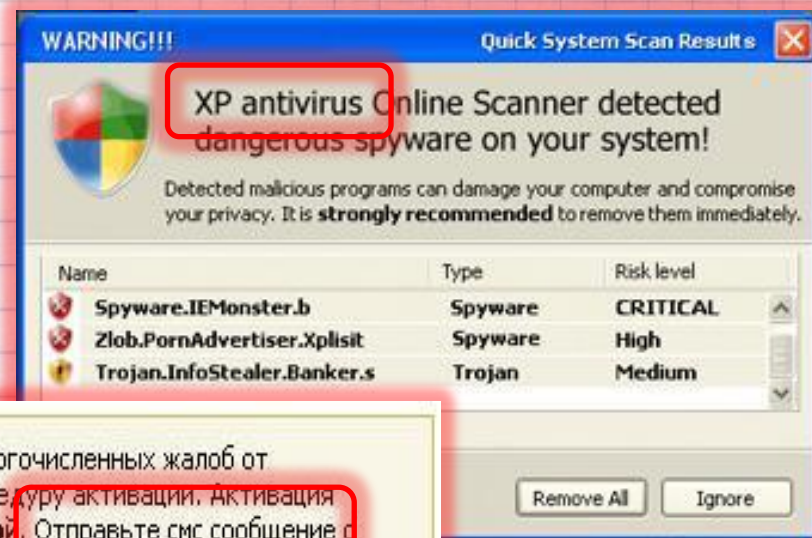 WARNING!!! Quick System Scan Results
XP antivirus Online Scanner detected
dangerous spyware on your system!
Detected malicious programs can damage your computer and compromise
your privacy. It is strongly recommended to remove them immediately.
Name Type Risk level
Spyware.IEMonster.b Spyware CRITICAL
Zlob.PornAdvertiser.Xplisit Spyware High
Trojan.InfoStealer.Banker.s Trojan Medium
Remove All Ignore
жалоб от
активации. Активация
Отправьте смс сообщение с